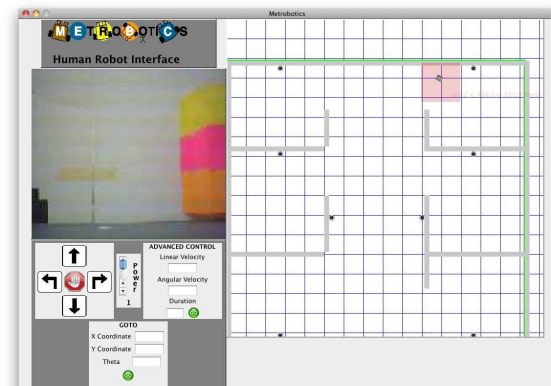 Metrobotics
METROBOTICS
Human Robot Interface
ADVANCED CONTROL
Linear Velocity
Angular Velocity
Duration
Power
1
GOTO
X Coordinate
Y Coordinate
Theta